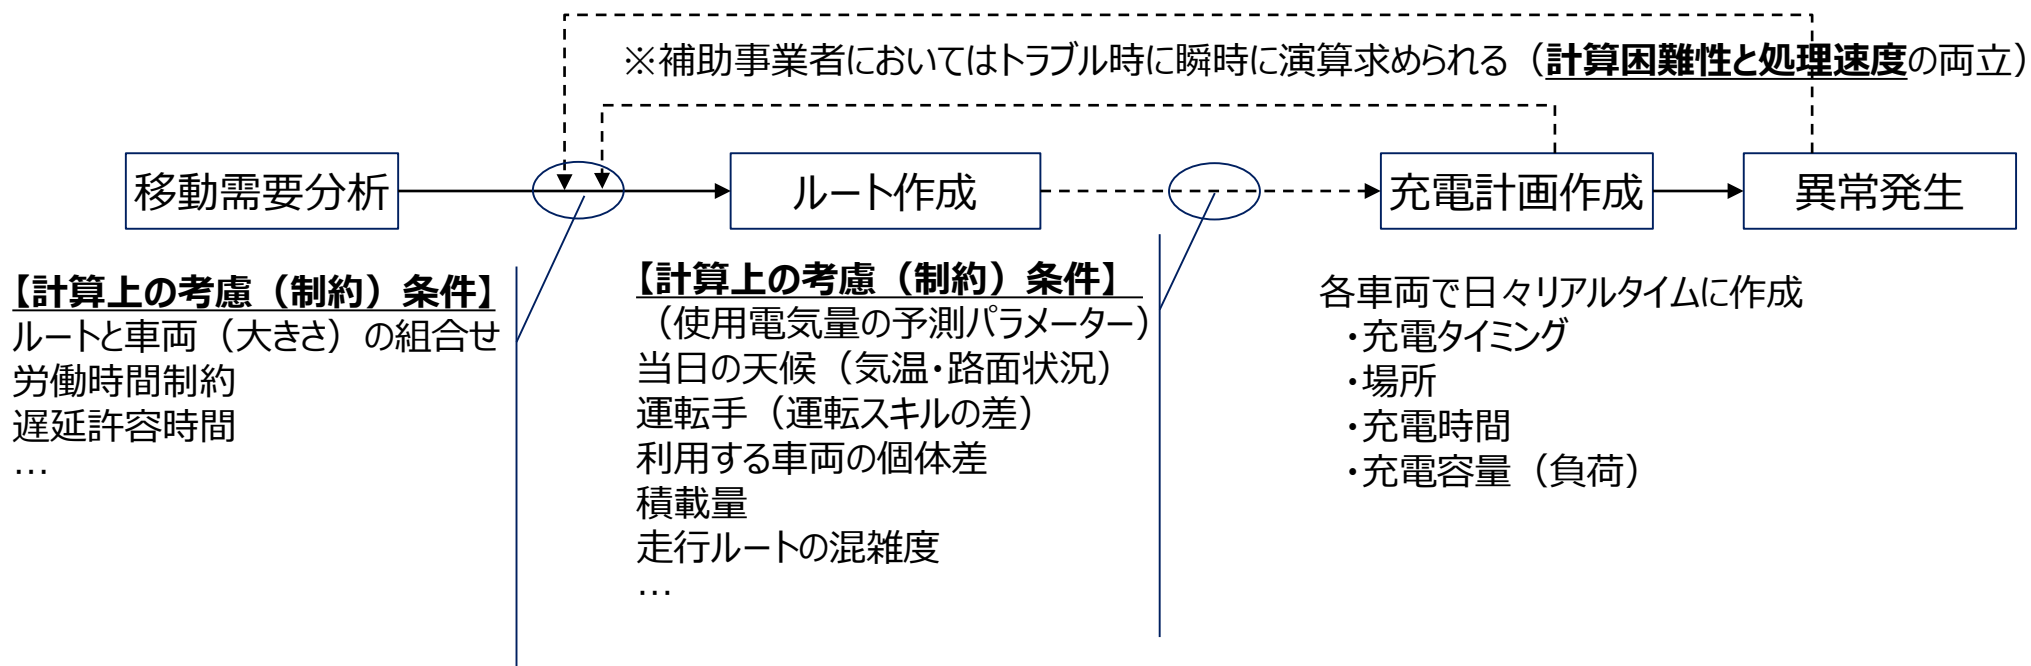 ※補助事業者においてはトラブル時に瞬時に演算求められる（計算困難性と処理速度の両立）
移動需要分析
ルート作成
充電計画作成
異常発生
【計算上の考慮（制約）条件】
ルートと車両（大きさ）の組合せ
労働時間制約
遅延許容時間
…
【計算上の考慮（制約）条件】
（使用電気量の予測パラメーター）
当日の天候（気温・路面状況）
運転手（運転スキルの差）
利用する車両の個体差
積載量
走行ルートの混雑度
…
各車両で日々リアルタイムに作成
・充電タイミング
・場所
・充電時間
・充電容量（負荷）